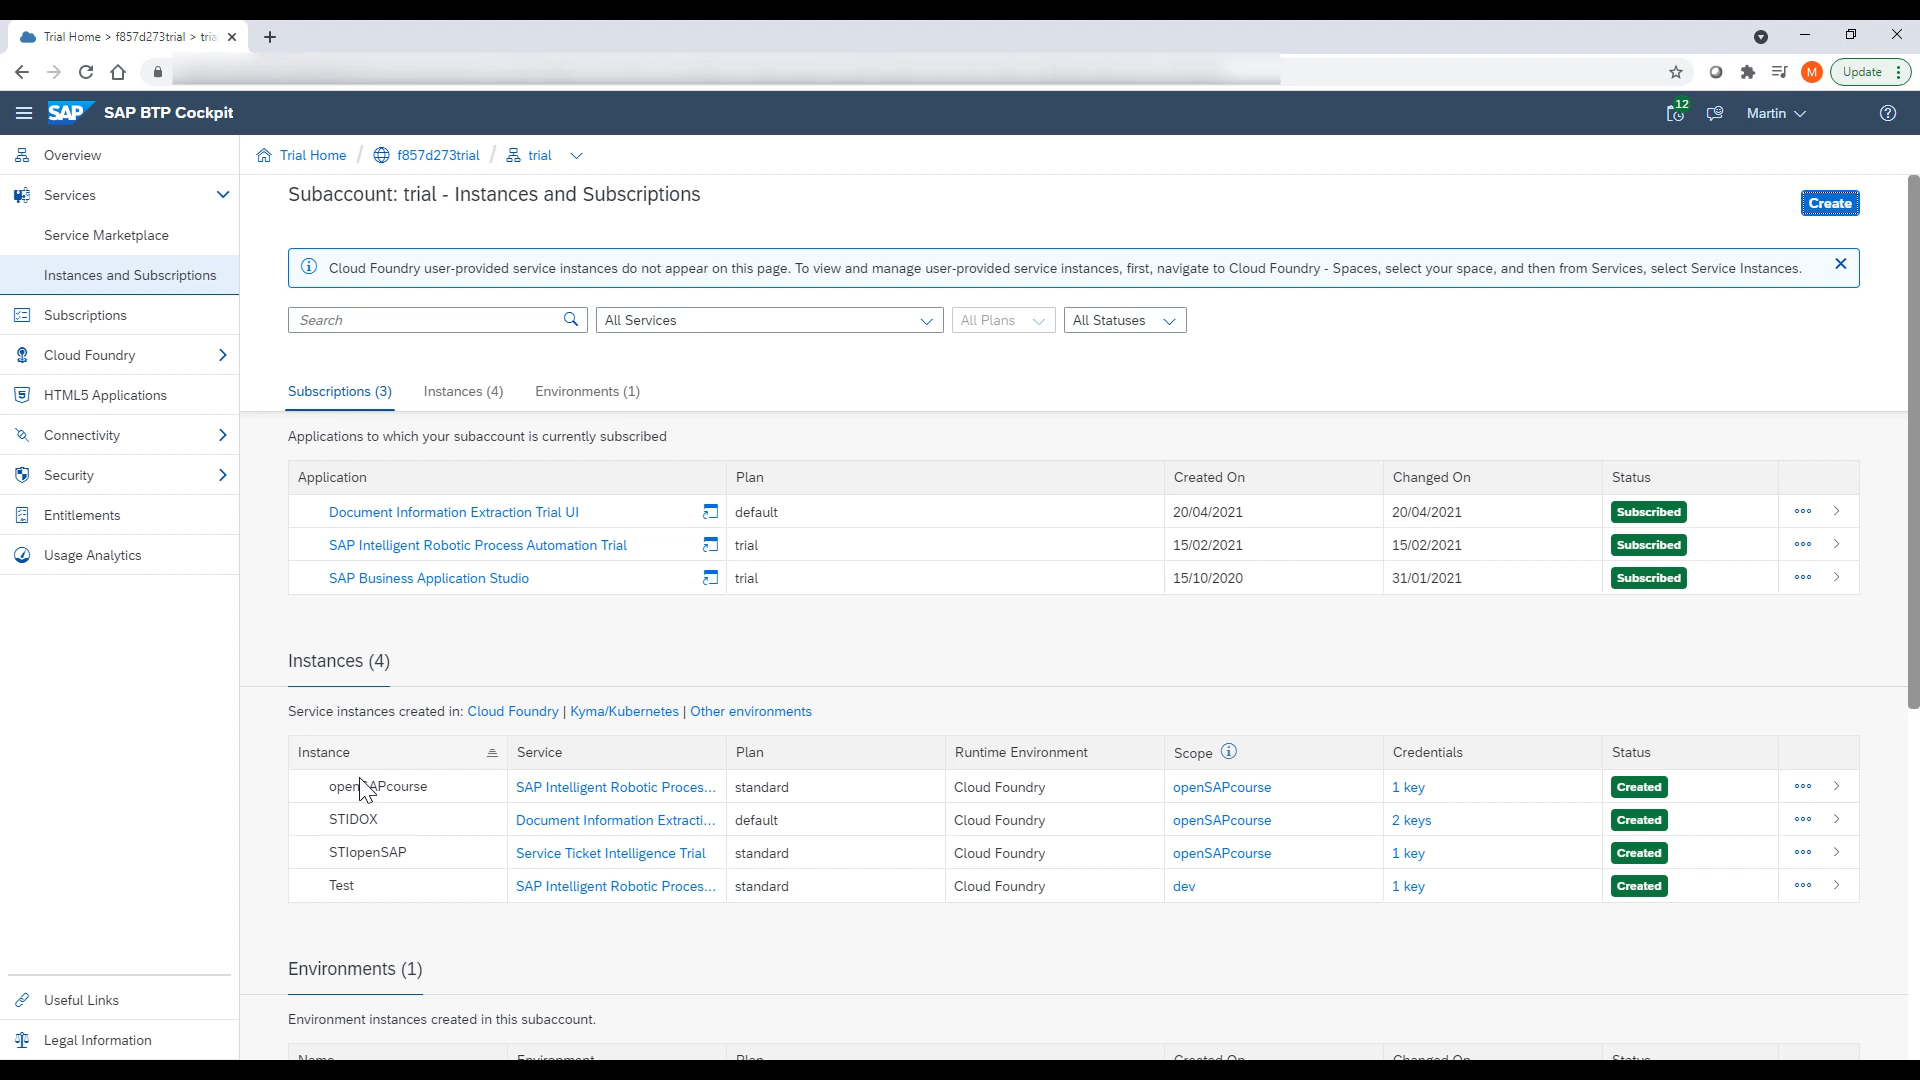 Trial Home > f857d273trial > tria
Update
SAP
SAP BTP Cockpit
12
Martin
Overview
Services
Service Marketplace
Instances and Subscriptions
Subscriptions
Cloud Foundry
HTML5 Applications
Connectivity
Security
Entitlements
Usage Analytics
Useful Links
Legal Information
Trial Home / f857d273trial / trial
Subaccount: trial - Instances and Subscriptions
Create
Cloud Foundry user-provided service instances do not appear on this page. To view and manage user-provided service instances, first, navigate to Cloud Foundry - Spaces, select your space, and then from Services, select Service Instances.
Search
All Services
All Plans
All Statuses
Subscriptions (3) Instances (4) Environments (1)
Applications to which your subaccount is currently subscribed
Application Plan Created On Changed On Status
Document Information Extraction Trial UI default 20/04/2021 20/04/2021 Subscribed
SAP Intelligent Robotic Process Automation Trial trial 15/02/2021 15/02/2021 Subscribed
SAP Business Application Studio trial 15/10/2020 31/01/2021 Subscribed
Instances (4)
Service instances created in: Cloud Foundry | Kyma/Kubernetes | Other environments
Instance Service Plan Runtime Environment Scope Credentials Status
openSAPcourse SAP Intelligent Robotic Proces... standard Cloud Foundry openSAPcourse 1 key Created
STIDOX Document Information Extracti... default Cloud Foundry openSAPcourse 2 keys Created
STIopenSAP Service Ticket Intelligence Trial standard Cloud Foundry openSAPcourse 1 key Created
Test SAP Intelligent Robotic Proces... standard Cloud Foundry dev 1 key Created
Environments (1)
Environment instances created in this subaccount.
Name Environment Plan Created On Changed On Status